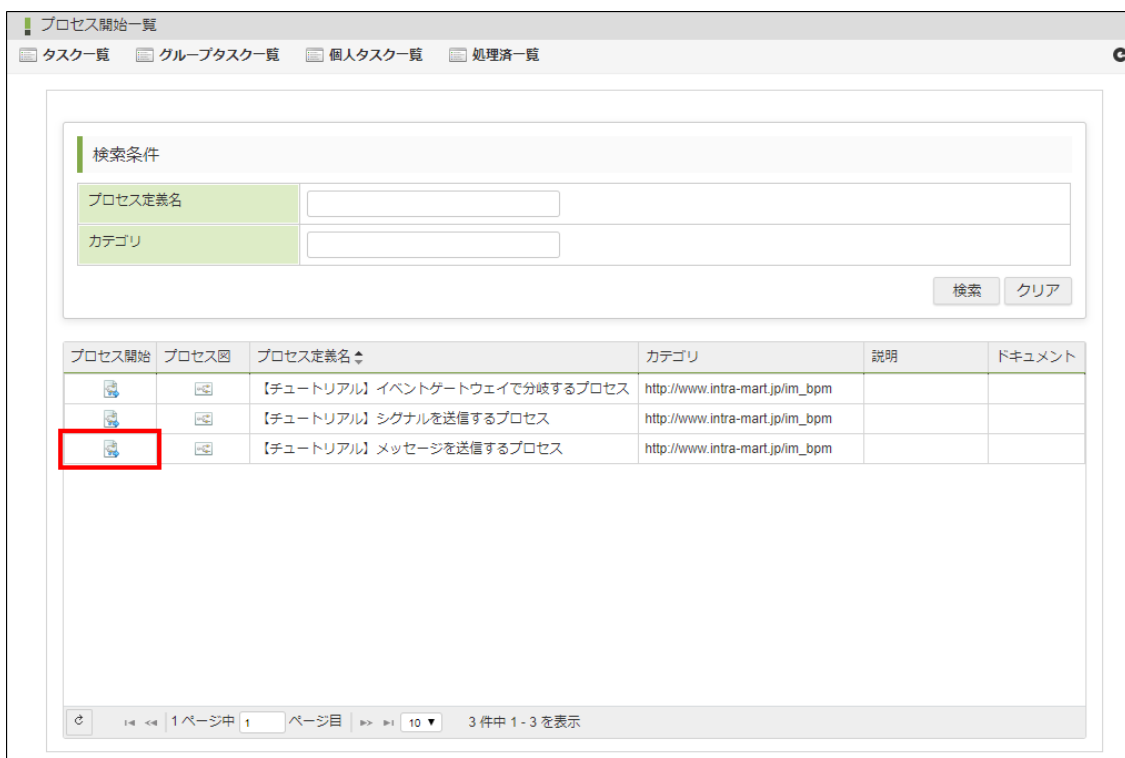 プロセス開始一覧
タスク一覧 グループタスク一覧 個人タスク一覧 処理済一覧
検索条件
プロセス定義名
カテゴリ
検索 クリア
プロセス開始 プロセス図 プロセス定義名 カテゴリ 説明 ドキュメント
【チュートリアル】イベントゲートウェイで分岐するプロセス http://www.intra-mart.jp/im_bpm
【チュートリアル】シグナルを送信するプロセス http://www.intra-mart.jp/im_bpm
【チュートリアル】メッセージを送信するプロセス http://www.intra-mart.jp/im_bpm
1 ページ中 1 ページ目 10 3 件中 1 - 3 を表示